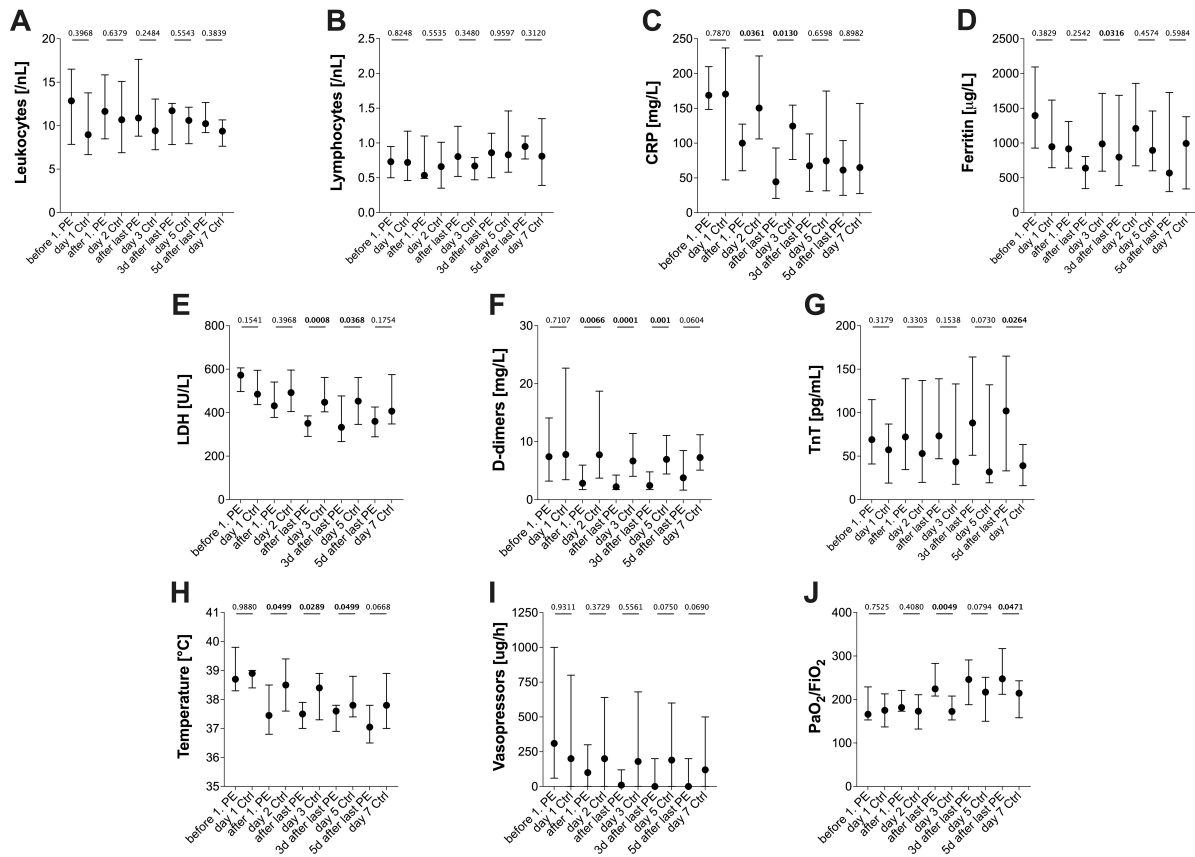 A
Leukocytes [/nL]
0.3968 0.6379 0.2484 0.5543 0.3839
20
15
10
5
0
before 1. PE
day 1 Ctrl
after 1. PE
day 2 Ctrl
after last PE
day 3 Ctrl
3d after last PE
day 5 Ctrl
5d after last PE
day 7 Ctrl
B
Lymphocytes [/nL]
0.8248 0.5535 0.3480 0.9597 0.3120
2.5
2.0
1.5
1.0
0.5
0.0
before 1. PE
day 1 Ctrl
after 1. PE
day 2 Ctrl
after last PE
day 3 Ctrl
3d after last PE
day 5 Ctrl
5d after last PE
day 7 Ctrl
C
CRP [mg/L]
0.7870 0.0361 0.0130 0.6598 0.8982
250
200
150
100
50
0
before 1. PE
day 1 Ctrl
after 1. PE
day 2 Ctrl
after last PE
day 3 Ctrl
3d after last PE
day 5 Ctrl
5d after last PE
day 7 Ctrl
D
Ferritin [µg/L]
0.3829 0.2542 0.0316 0.4574 0.5984
2500
2000
1500
1000
500
0
before 1. PE
day 1 Ctrl
after 1. PE
day 2 Ctrl
after last PE
day 3 Ctrl
3d after last PE
day 5 Ctrl
5d after last PE
day 7 Ctrl
E
LDH [U/L]
0.1541 0.3968 0.0008 0.0368 0.1754
800
600
400
200
0
before 1. PE
day 1 Ctrl
after 1. PE
day 2 Ctrl
after last PE
day 3 Ctrl
3d after last PE
day 5 Ctrl
5d after last PE
day 7 Ctrl
F
D-dimers [mg/L]
0.7107 0.0066 0.0001 0.001 0.0604
30
20
10
0
before 1. PE
day 1 Ctrl
after 1. PE
day 2 Ctrl
after last PE
day 3 Ctrl
3d after last PE
day 5 Ctrl
5d after last PE
day 7 Ctrl
G
TnT [pg/mL]
0.3179 0.3303 0.1538 0.0730 0.0264
200
150
100
50
0
before 1. PE
day 1 Ctrl
after 1. PE
day 2 Ctrl
after last PE
day 3 Ctrl
3d after last PE
day 5 Ctrl
5d after last PE
day 7 Ctrl
H
Temperature [°C]
0.9880 0.0499 0.0289 0.0499 0.0668
41
40
39
38
37
36
35
before 1. PE
day 1 Ctrl
after 1. PE
day 2 Ctrl
after last PE
day 3 Ctrl
3d after last PE
day 5 Ctrl
5d after last PE
day 7 Ctrl
I
Vasopressors [ug/h]
0.9311 0.3729 0.5561 0.0750 0.0690
1250
1000
750
500
250
0
before 1. PE
day 1 Ctrl
after 1. PE
day 2 Ctrl
after last PE
day 3 Ctrl
3d after last PE
day 5 Ctrl
5d after last PE
day 7 Ctrl
J
PaO₂/FiO₂
0.7525 0.4080 0.0049 0.0794 0.0471
400
300
200
100
0
before 1. PE
day 1 Ctrl
after 1. PE
day 2 Ctrl
after last PE
day 3 Ctrl
3d after last PE
day 5 Ctrl
5d after last PE
day 7 Ctrl